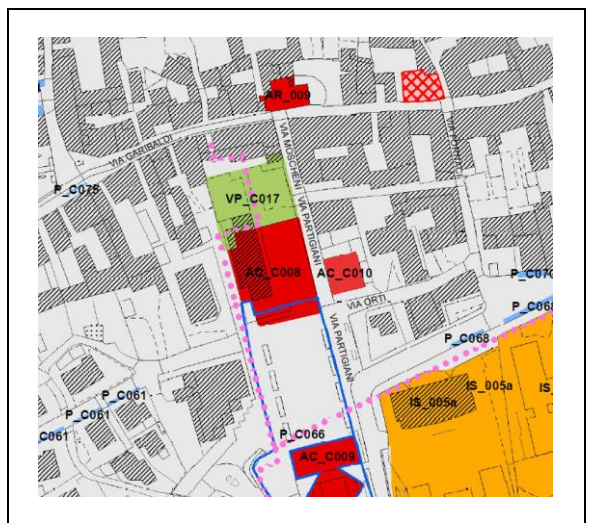 AR_009
VIA GARIBALDI
VIA MOSCHENI
P_C075
VP_C017
VIA PARTIGIANI
AC_C008
AC_C010
P_C070
VIA ORTI
P_C068
P_C068
VIA PARTIGIANI
IS_005a
IS_005a
IS_
P_C061
P_C061
C061
P_C066
AC_C009